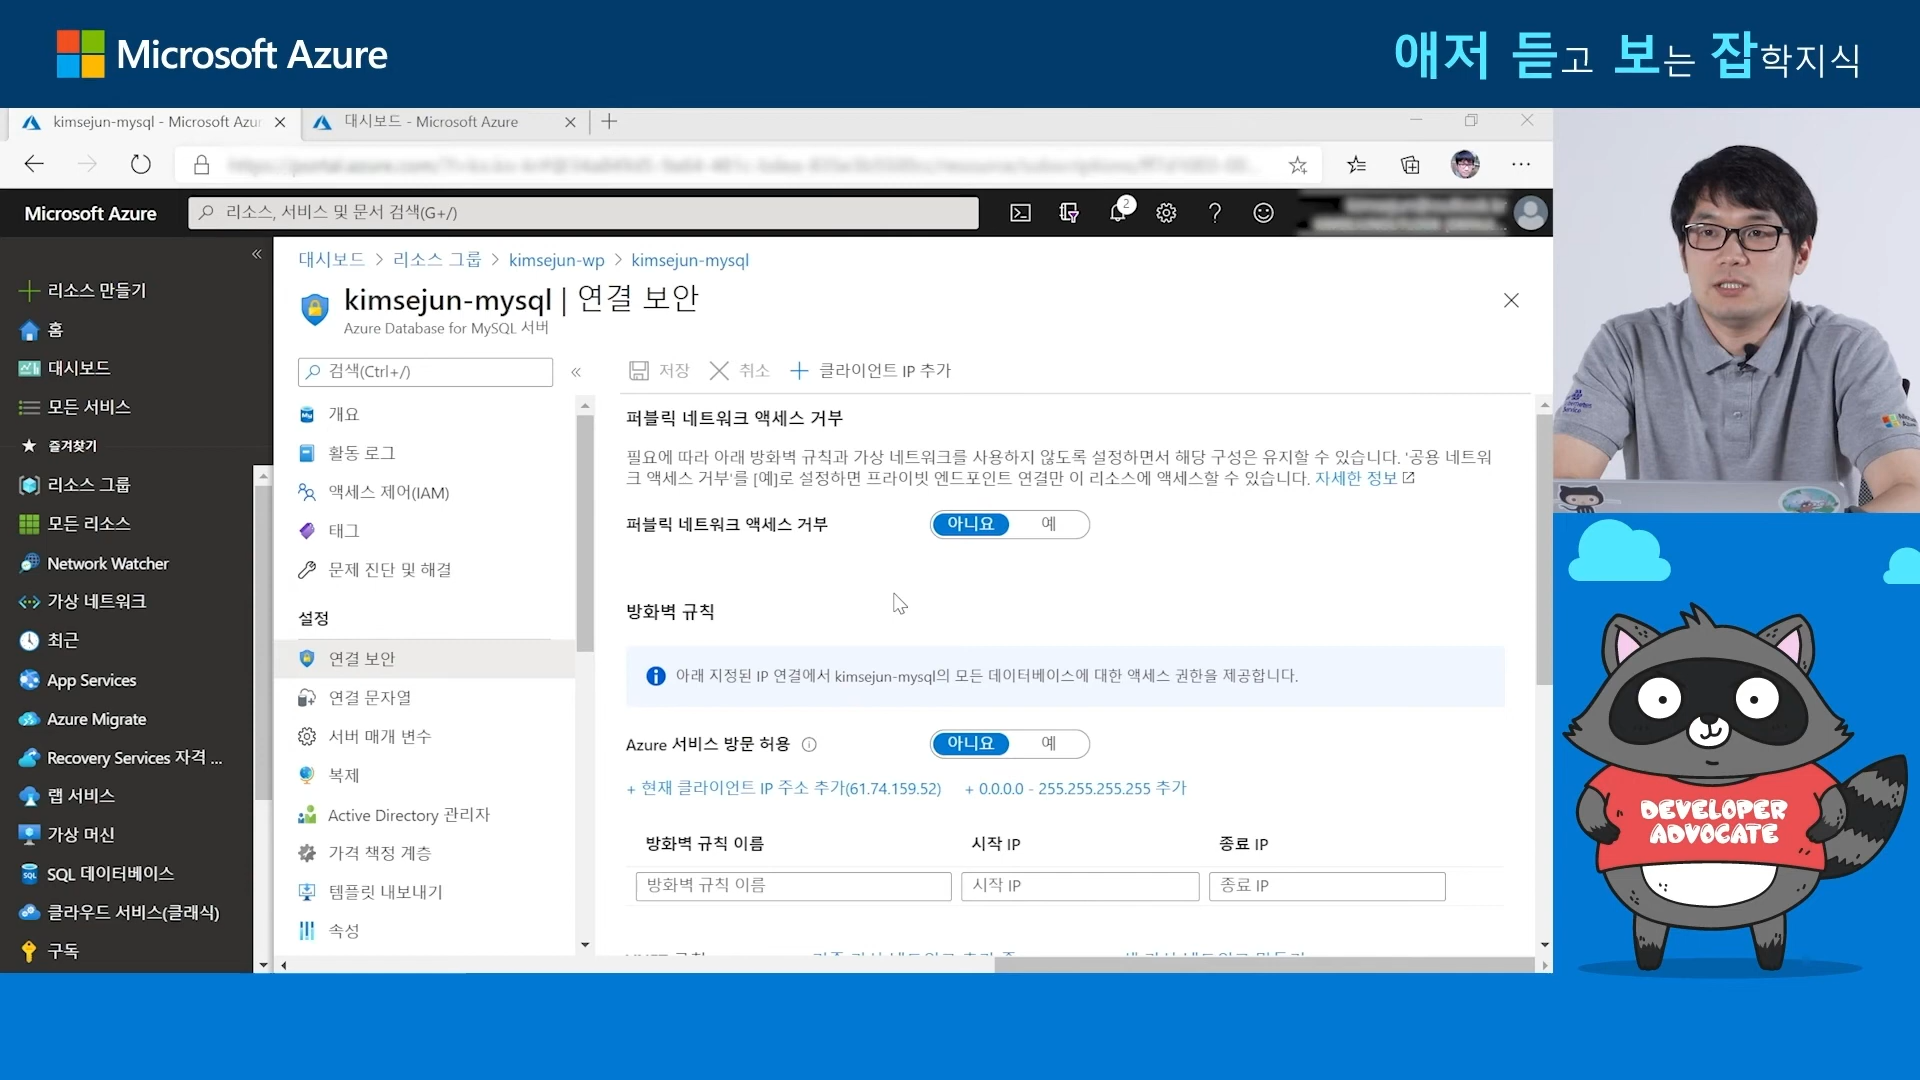 Microsoft Azure
애저 듣고 보는 잡학지식
kimsejun-mysql - Microsoft Azur
대시보드 - Microsoft Azure
Microsoft Azure
리소스, 서비스 및 문서 검색(G+/)
2
리소스 만들기
홈
대시보드
모든 서비스
즐겨찾기
리소스 그룹
모든 리소스
Network Watcher
가상 네트워크
최근
App Services
Azure Migrate
Recovery Services 자격 ...
랩 서비스
가상 머신
SQL 데이터베이스
클라우드 서비스(클래식)
구독
대시보드 > 리소스 그룹 > kimsejun-wp > kimsejun-mysql
kimsejun-mysql | 연결 보안
Azure Database for MySQL 서버
검색(Ctrl+/)
개요
활동 로그
액세스 제어(IAM)
태그
문제 진단 및 해결
설정
연결 보안
연결 문자열
서버 매개 변수
복제
Active Directory 관리자
가격 책정 계층
템플릿 내보내기
속성
저장 취소 클라이언트 IP 추가
퍼블릭 네트워크 액세스 거부
필요에 따라 아래 방화벽 규칙과 가상 네트워크를 사용하지 않도록 설정하면서 해당 구성은 유지할 수 있습니다. '공용 네트워
크 액세스 거부'를 [예]로 설정하면 프라이빗 엔드포인트 연결만 이 리소스에 액세스할 수 있습니다. 자세한 정보
퍼블릭 네트워크 액세스 거부 아니요 예
방화벽 규칙
아래 지정된 IP 연결에서 kimsejun-mysql의 모든 데이터베이스에 대한 액세스 권한을 제공합니다.
Azure 서비스 방문 허용 아니요 예
+ 현재 클라이언트 IP 주소 추가(61.74.159.52) + 0.0.0.0 - 255.255.255.255 추가
방화벽 규칙 이름 시작 IP 종료 IP
방화벽 규칙 이름 시작 IP 종료 IP
DEVELOPER
ADVOCATE